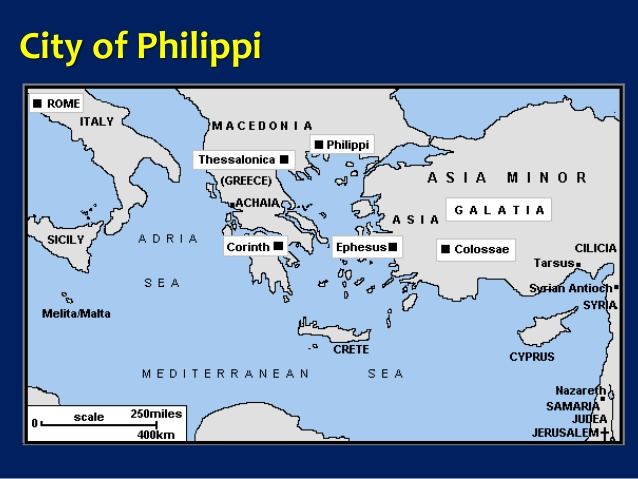 City of Philippi
ROME
ITALY
MACEDONIA
Philippi
Thessalonica
(GREECE)
ASIA MINOR
ACHAIA
GALATIA
ASIA
SICILY
ADRIA
Corinth
Ephesus
Colossae
CILICIA
Tarsus
SEA
Syrian Antioch
SYRIA
Melita/Malta
CRETE
CYPRUS
MEDITERRANEAN SEA
Nazareth
SAMARIA
JUDEA
JERUSALEM
0 scale 250miles
400km